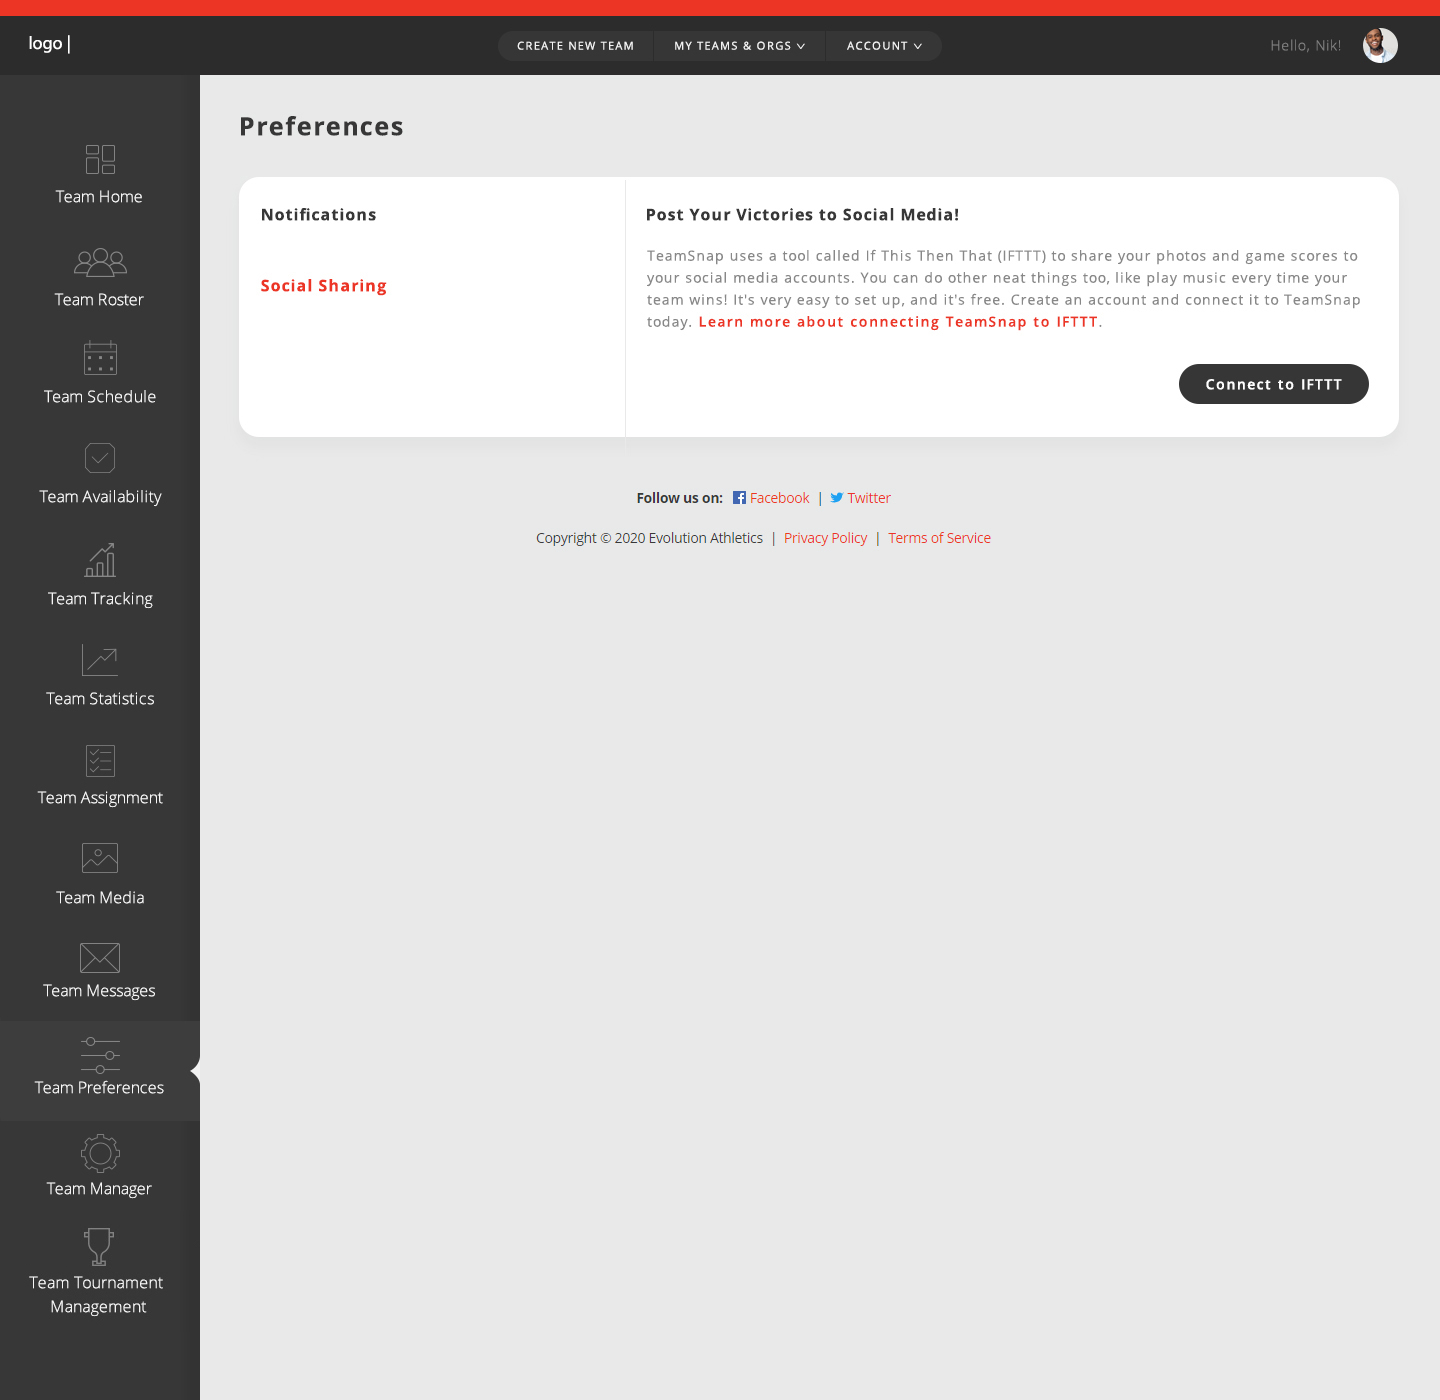 logo |
CREATE NEW TEAM
MY TEAMS & ORGS
ACCOUNT
Hello, Nik!
Team Home
Team Roster
Team Schedule
Team Availability
Team Tracking
Team Statistics
Team Assignment
Team Media
Team Messages
Team Preferences
Team Manager
Team Tournament
Management
Preferences
Notifications
Social Sharing
Post Your Victories to Social Media!
TeamSnap uses a tool called If This Then That (IFTTT) to share your photos and game scores to
your social media accounts. You can do other neat things too, like play music every time your
team wins! It's very easy to set up, and it's free. Create an account and connect it to TeamSnap
today. Learn more about connecting TeamSnap to IFTTT.
Connect to IFTTT
Follow us on: Facebook | Twitter
Copyright © 2020 Evolution Athletics | Privacy Policy | Terms of Service